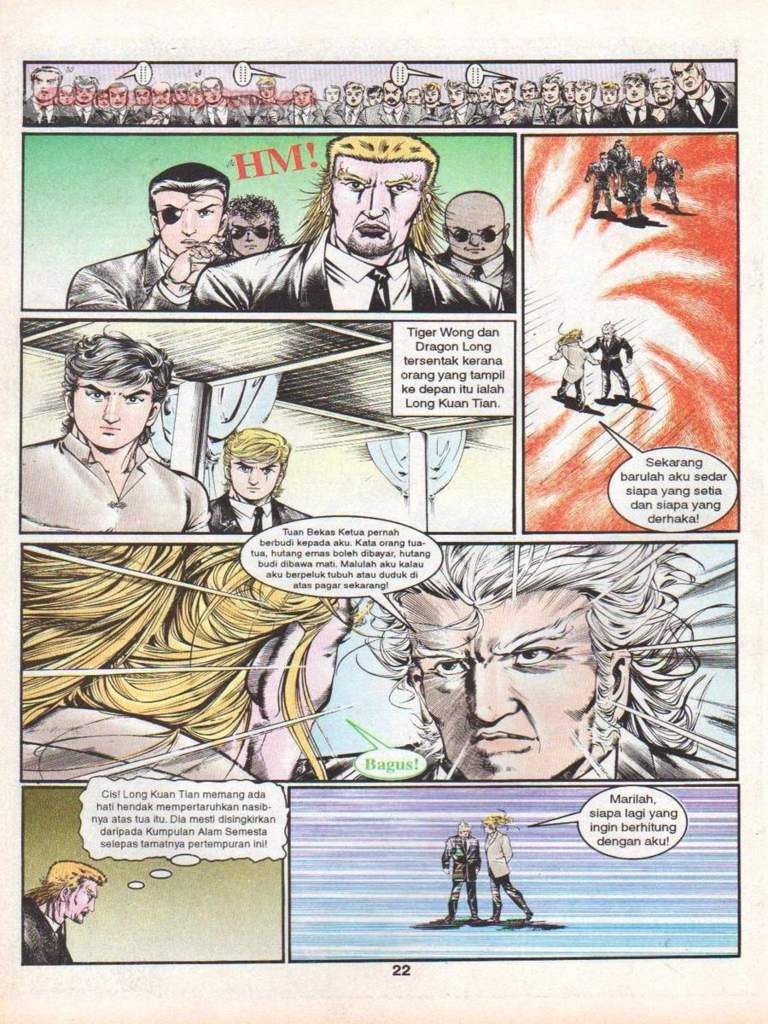 HM!
Tiger Wong dan
Dragon Long
tersentak kerana
orang yang tampil
ke depan itu ialah
Long Kuan Tian.
Sekarang
barulah aku sedar
siapa yang setia
dan siapa yang
derhaka!
Tuan Bekas Ketua pernah
berbudi kepada aku. Kata orang tua-
tua, hutang emas boleh dibayar, hutang
budi dibawa mati. Malulah aku kalau
aku berpeluk tubuh atau duduk di
atas pagar sekarang!
Bagus!
Cis! Long Kuan Tian memang ada
hati hendak mempertaruhkan nasib-
nya atas tua itu. Dia mesti disingkirkan
daripada Kumpulan Alam Semesta
selepas tamatnya pertempuran ini!
Marilah,
siapa lagi yang
ingin berhitung
dengan aku!
22